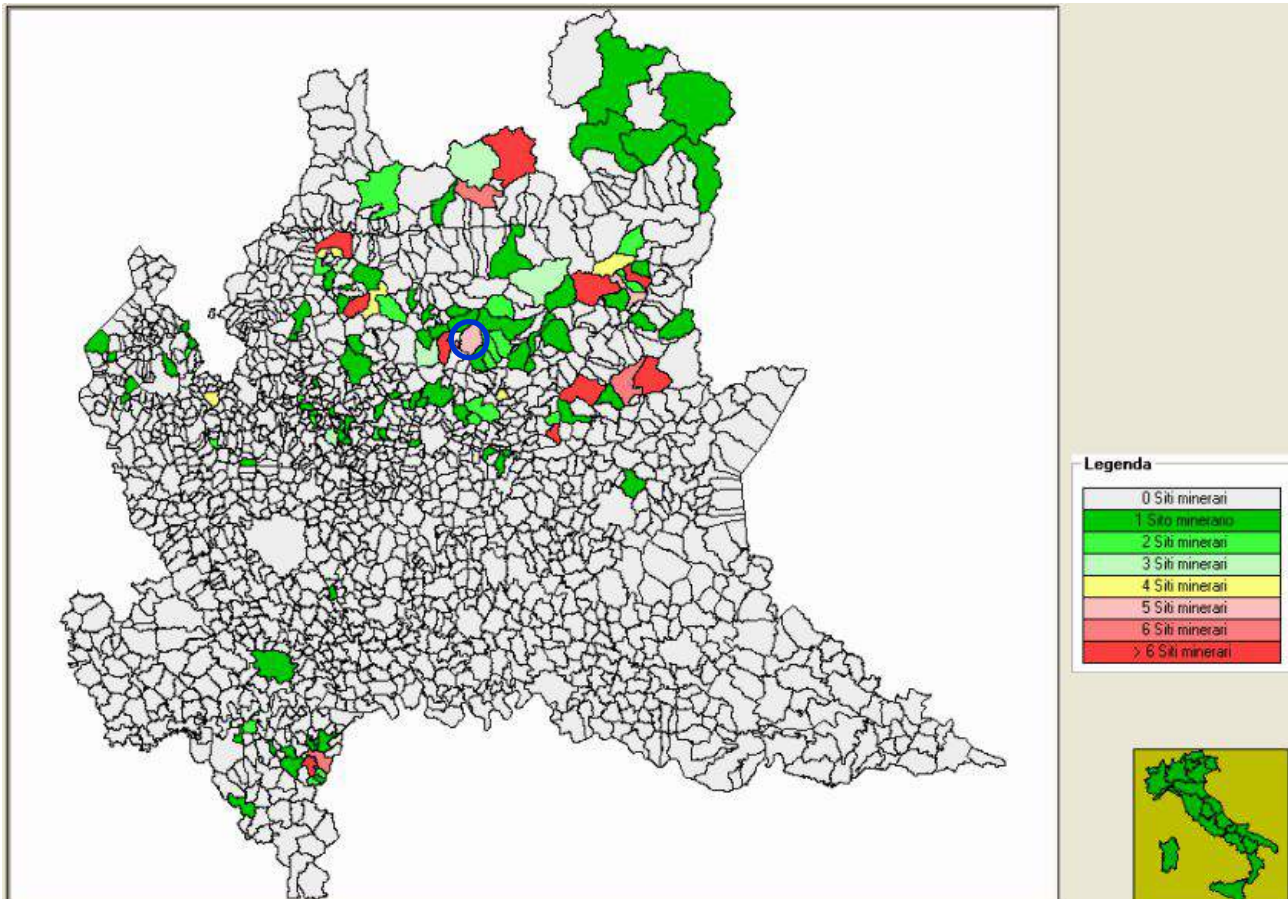 Legenda
0 Siti minerari
1 Sito minerario
2 Siti minerari
3 Siti minerari
4 Siti minerari
5 Siti minerari
6 Siti minerari
> 6 Siti minerari